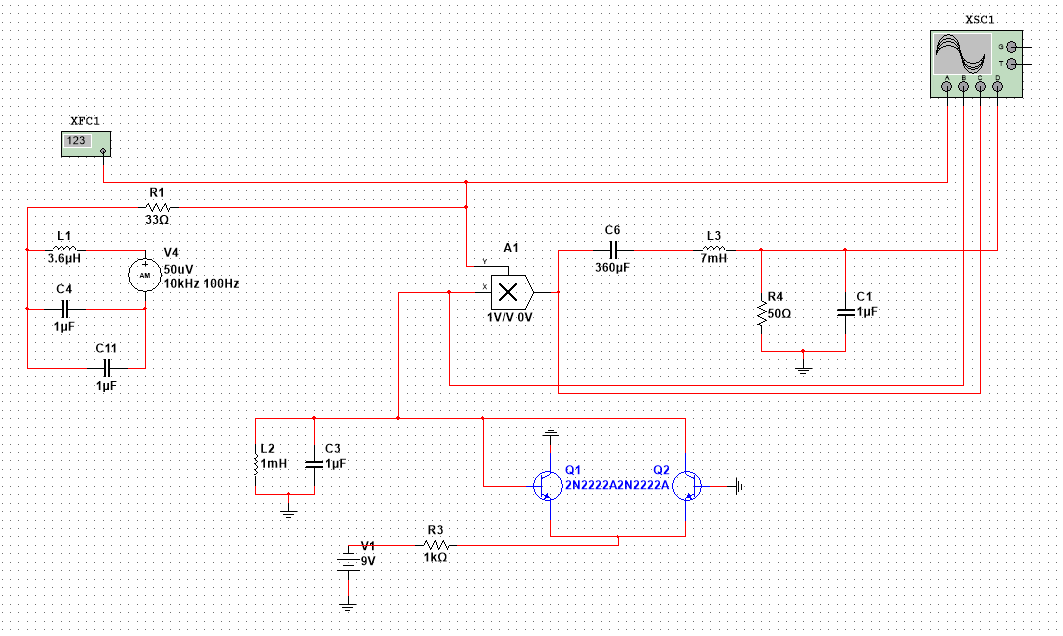 XSC1
G
T
A B C D
XFC1
123
R1
33Ω
L1
3.6μH
V4
50uV
10kHz 100Hz
AM
C4
1μF
C11
1μF
A1
Y
X
1V/V 0V
C6
360μF
L3
7mH
R4
50Ω
C1
1μF
L2
1mH
C3
1μF
Q1
2N2222A
Q2
2N2222A
R3
1kΩ
V1
9V